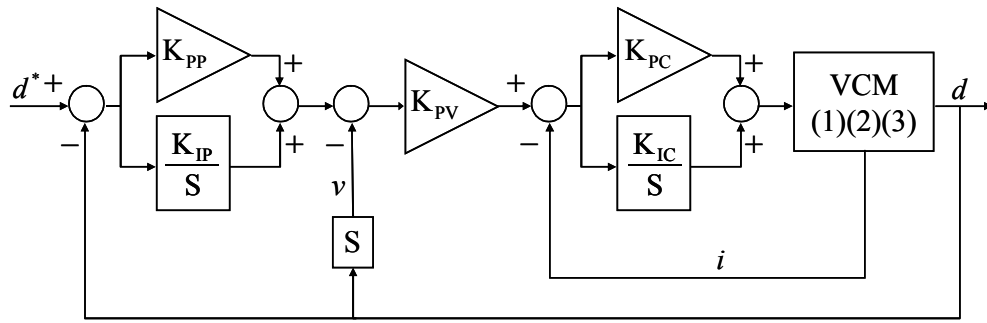 d* +
−
K_PP
K_IP
S
+
+
−
v
S
K_PV
+
−
K_PC
K_IC
S
+
+
VCM
(1)(2)(3)
d
i